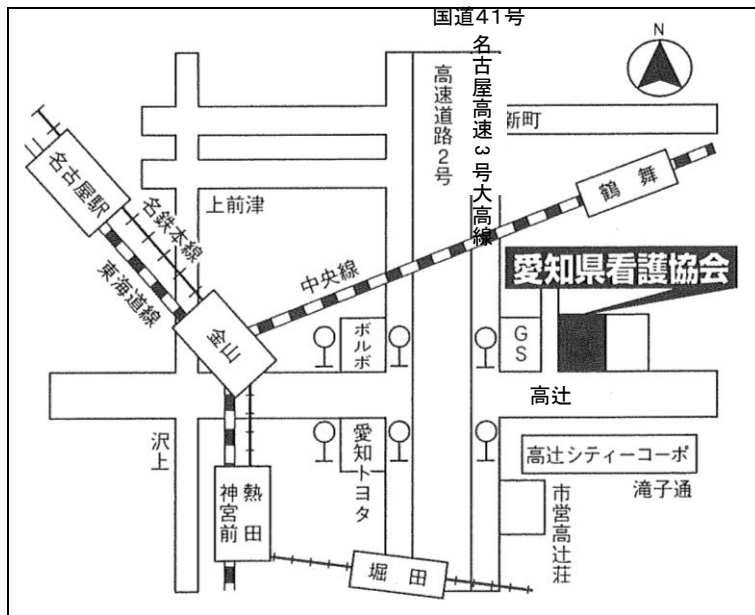 国道41号
名古屋高速3号大高線
高速道路2号
N
新町
鶴舞
名古屋駅
名鉄本線
上前津
東海道線
中央線
愛知県看護協会
金山
ボルボ
GS
高辻
沢上
愛知トヨタ
高辻シティーコーポ
滝子通
熱田
神宮前
市営高辻荘
堀田